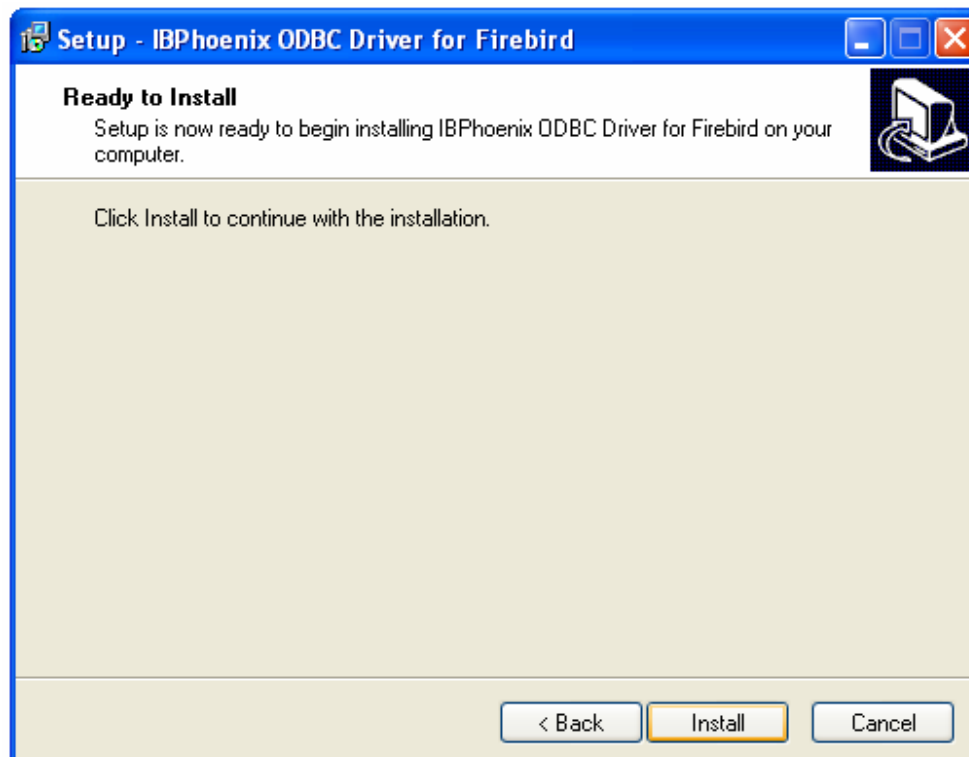 Setup - IBPhoenix ODBC Driver for Firebird
Ready to Install
Setup is now ready to begin installing IBPhoenix ODBC Driver for Firebird on your
computer.
Click Install to continue with the installation.
< Back
Install
Cancel